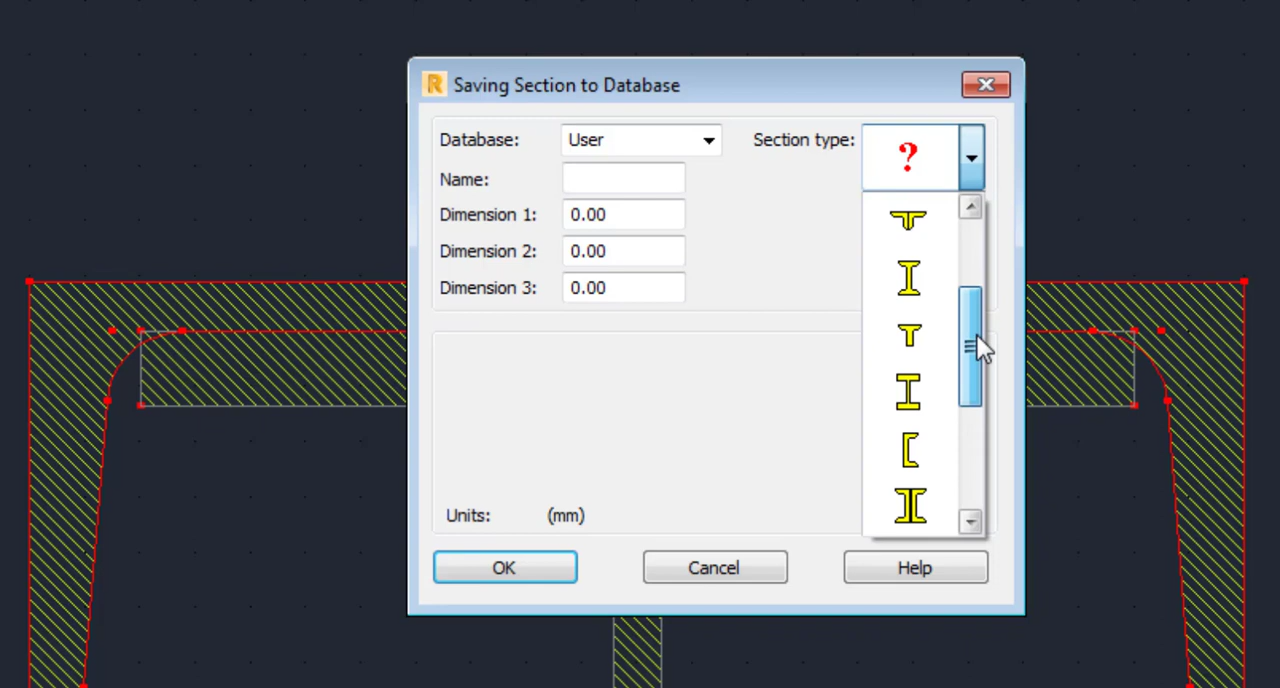 R Saving Section to Database
Database: User Section type: ?
Name:
Dimension 1: 0.00
Dimension 2: 0.00
Dimension 3: 0.00
Units: (mm)
OK Cancel Help